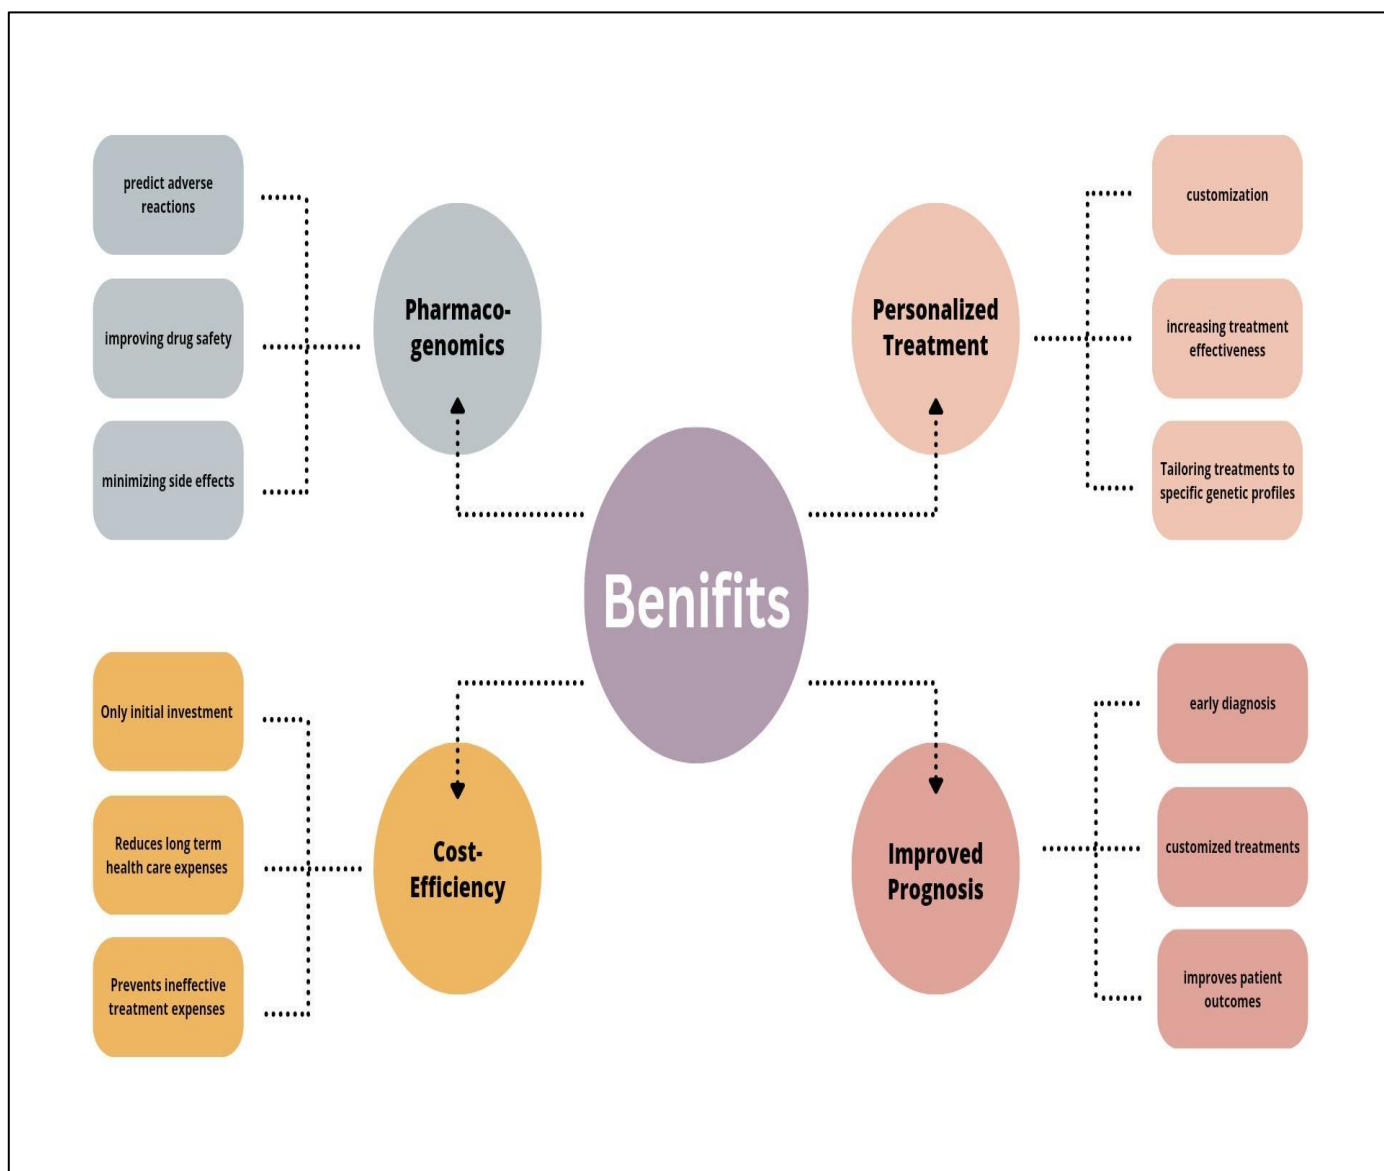 predict adverse
reactions
improving drug safety
minimizing side effects
Pharmaco-
genomics
Personalized
Treatment
customization
increasing treatment
effectiveness
Tailoring treatments to
specific genetic profiles
Benifits
Only initial investment
Reduces long term
health care expenses
Prevents ineffective
treatment expenses
Cost-
Efficiency
Improved
Prognosis
early diagnosis
customized treatments
improves patient
outcomes